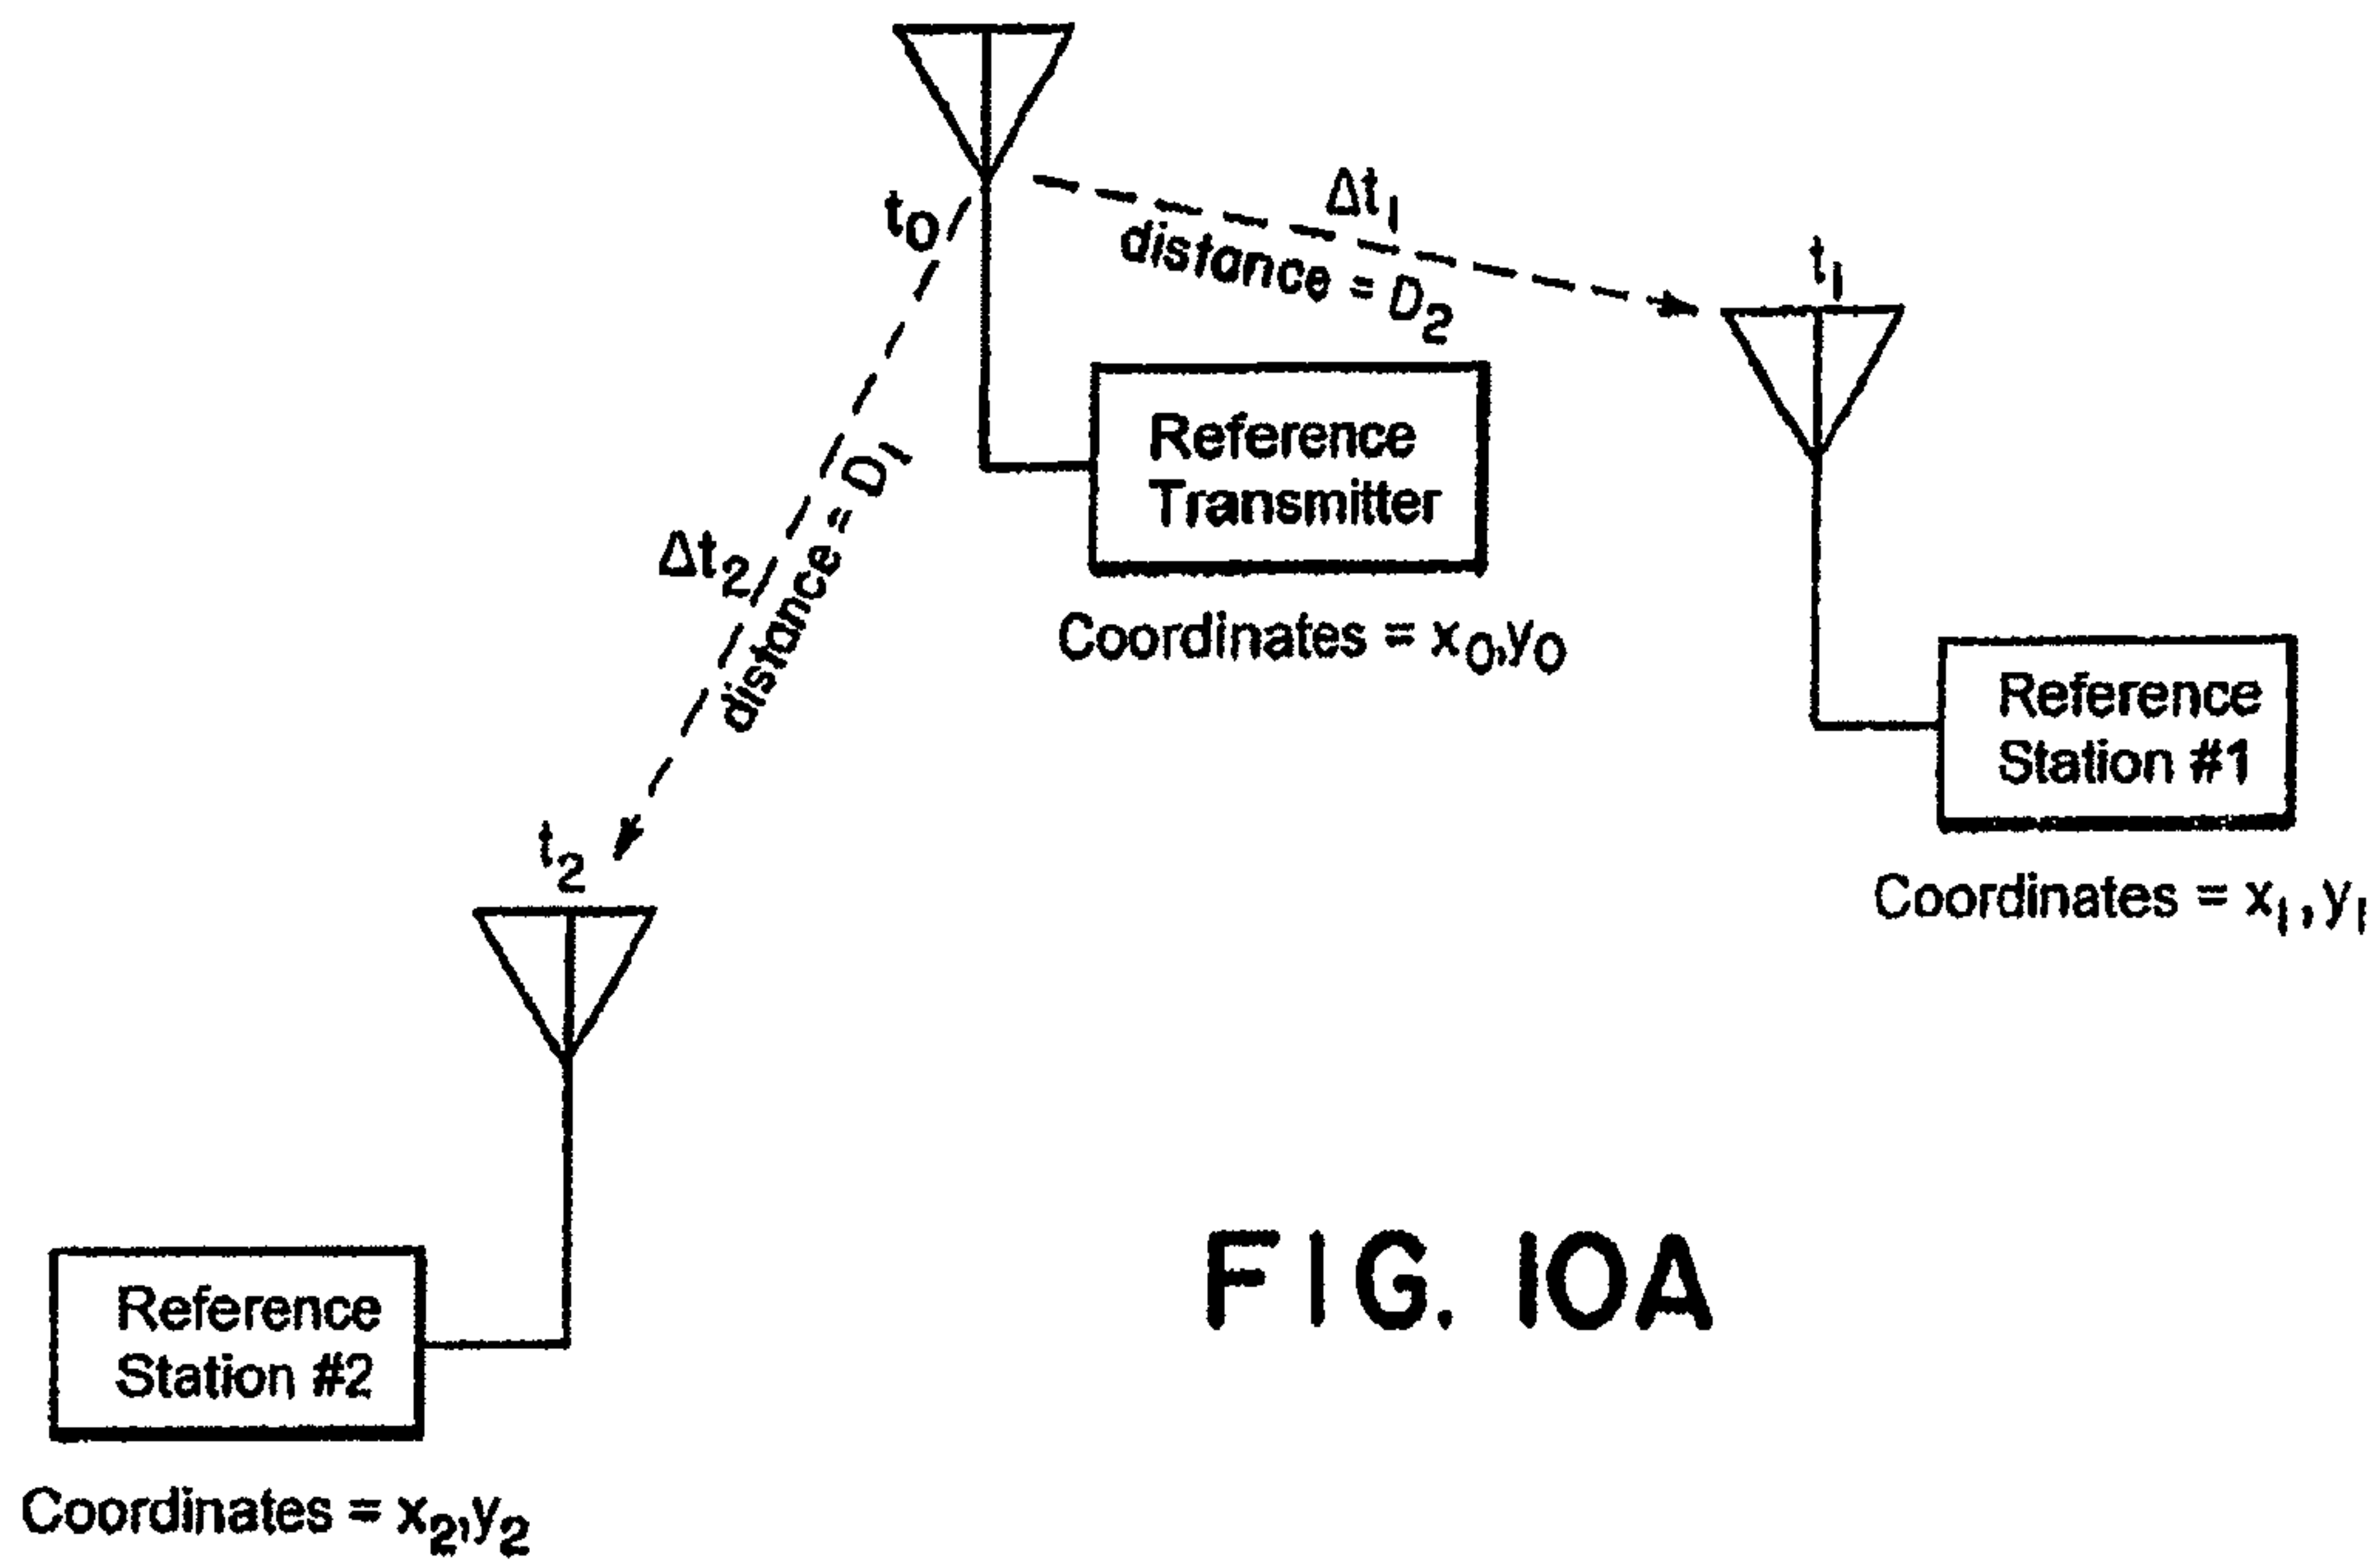 t0
Δt1
distance = D2
t1
Reference
Transmitter
Coordinates = x0,y0
Δt2
distance = D1
Reference
Station #1
Coordinates = x1,y1
t2
Reference
Station #2
Coordinates = x2,y2
FIG. 10A